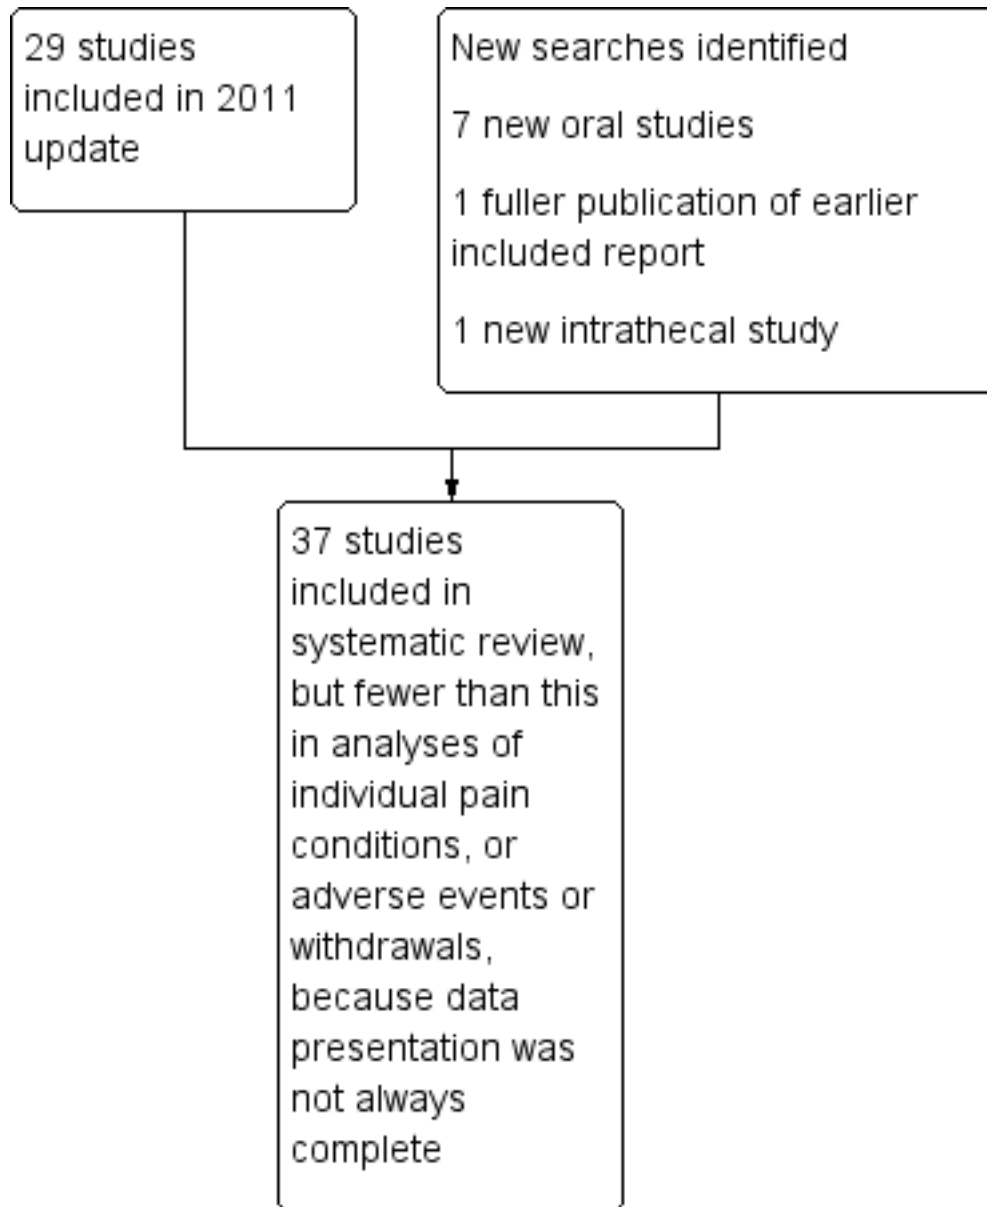 29 studies
included in 2011
update
New searches identified
7 new oral studies
1 fuller publication of earlier
included report
1 new intrathecal study
37 studies
included in
systematic review,
but fewer than this
in analyses of
individual pain
conditions, or
adverse events or
withdrawals,
because data
presentation was
not always
complete